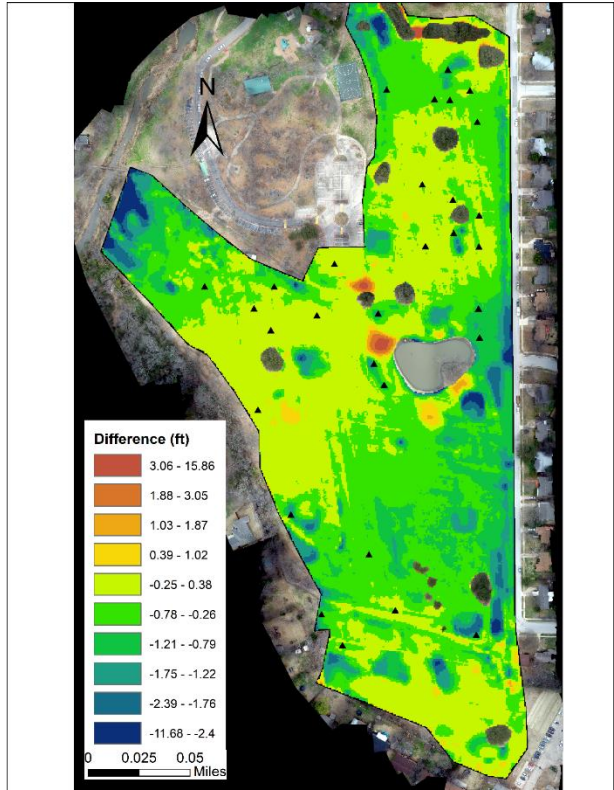 N
Difference (ft)
3.06 - 15.86
1.88 - 3.05
1.03 - 1.87
0.39 - 1.02
-0.25 - 0.38
-0.78 - -0.26
-1.21 - -0.79
-1.75 - -1.22
-2.39 - -1.76
-11.68 - -2.4
0 0.025 0.05
Miles